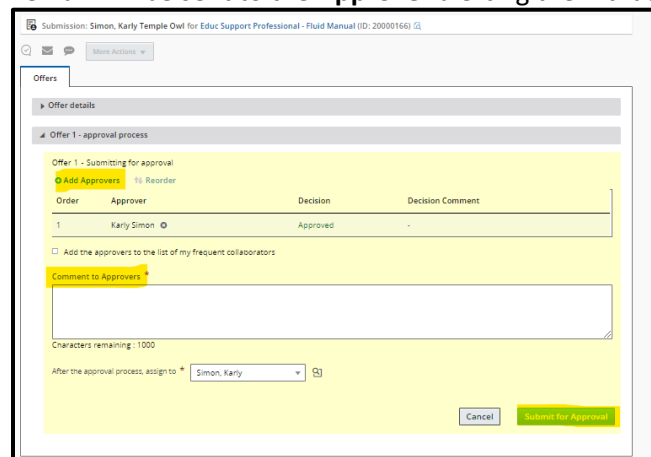 Submission: Simon, Karly Temple Owl for Educ Support Professional - Fluid Manual (ID: 20000166)
More Actions
Offers
Offer details
Offer 1 - approval process
Offer 1 - Submitting for approval
Add Approvers Reorder
Order Approver Decision Decision Comment
1 Karly Simon Approved -
Add the approvers to the list of my frequent collaborators
Comment to Approvers *
Characters remaining : 1000
After the approval process, assign to * Simon, Karly
Cancel Submit for Approval